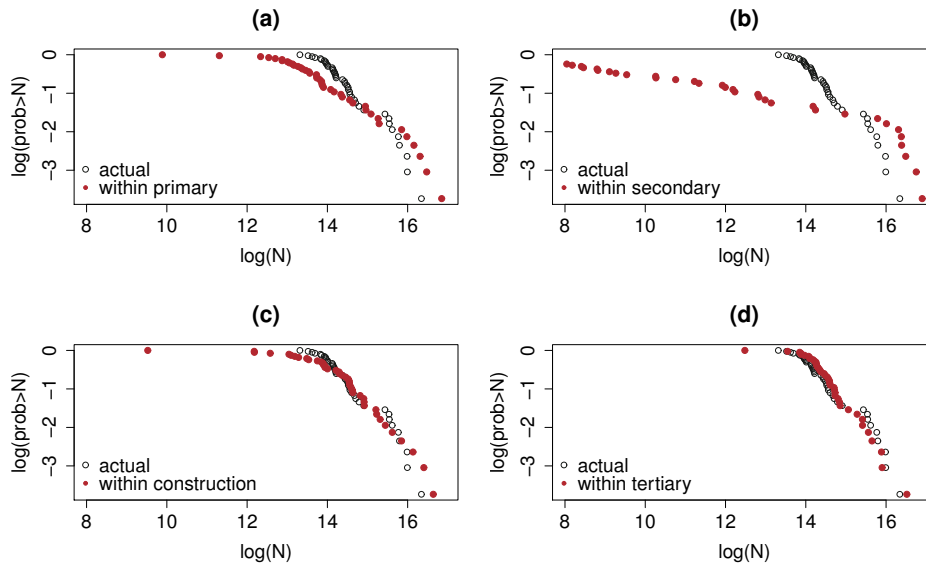 (a)
log(prob>N)
0
−1
−2
−3
actual
within primary
8 10 12 14 16
log(N)
(b)
log(prob>N)
0
−1
−2
−3
actual
within secondary
8 10 12 14 16
log(N)
(c)
log(prob>N)
0
−1
−2
−3
actual
within construction
8 10 12 14 16
log(N)
(d)
log(prob>N)
0
−1
−2
−3
actual
within tertiary
8 10 12 14 16
log(N)